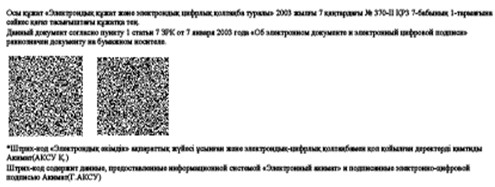 Осы құжат «Электрондық құжат және электрондық цифрлық қолтаңба туралы» 2003 жылғы 7 қаңтардағы № 370-II ҚРЗ 7-бабының 1-тармағына
сәйкес қағаз тасығыштағы құжатқа тең.
Данный документ согласно пункту 1 статьи 7 ЗРК от 7 января 2003 года «Об электронном документе и электронной цифровой подписи»
равнозначен документу на бумажном носителе.
*Штрих-код «Электрондық әкімдік» ақпараттық жүйесі ұсынған және электрондық-цифрлық қолтаңбамен қол қойылған деректерді қамтиды
Акимат(АКСУ Қ.)
Штрих-код содержит данные, предоставленные информационной системой «Электронный акимат» и подписанные электронно-цифровой
подписью Акимат(Г.АКСУ)